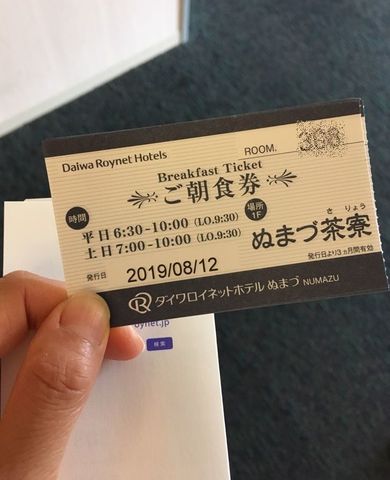 Daiwa Roynet Hotels
ROOM.
Breakfast Ticket
ご朝食券
時間
平日 6:30-10:00 (L.O.9:30)
土日 7:00-10:00 (L.O.9:30)
場所
1F
さりょう
ぬまづ茶寮
発行日
2019/08/12
発行日より3ヵ月間有効
ダイワロイネットホテル ぬまづ NUMAZU
oynet.jp
検索